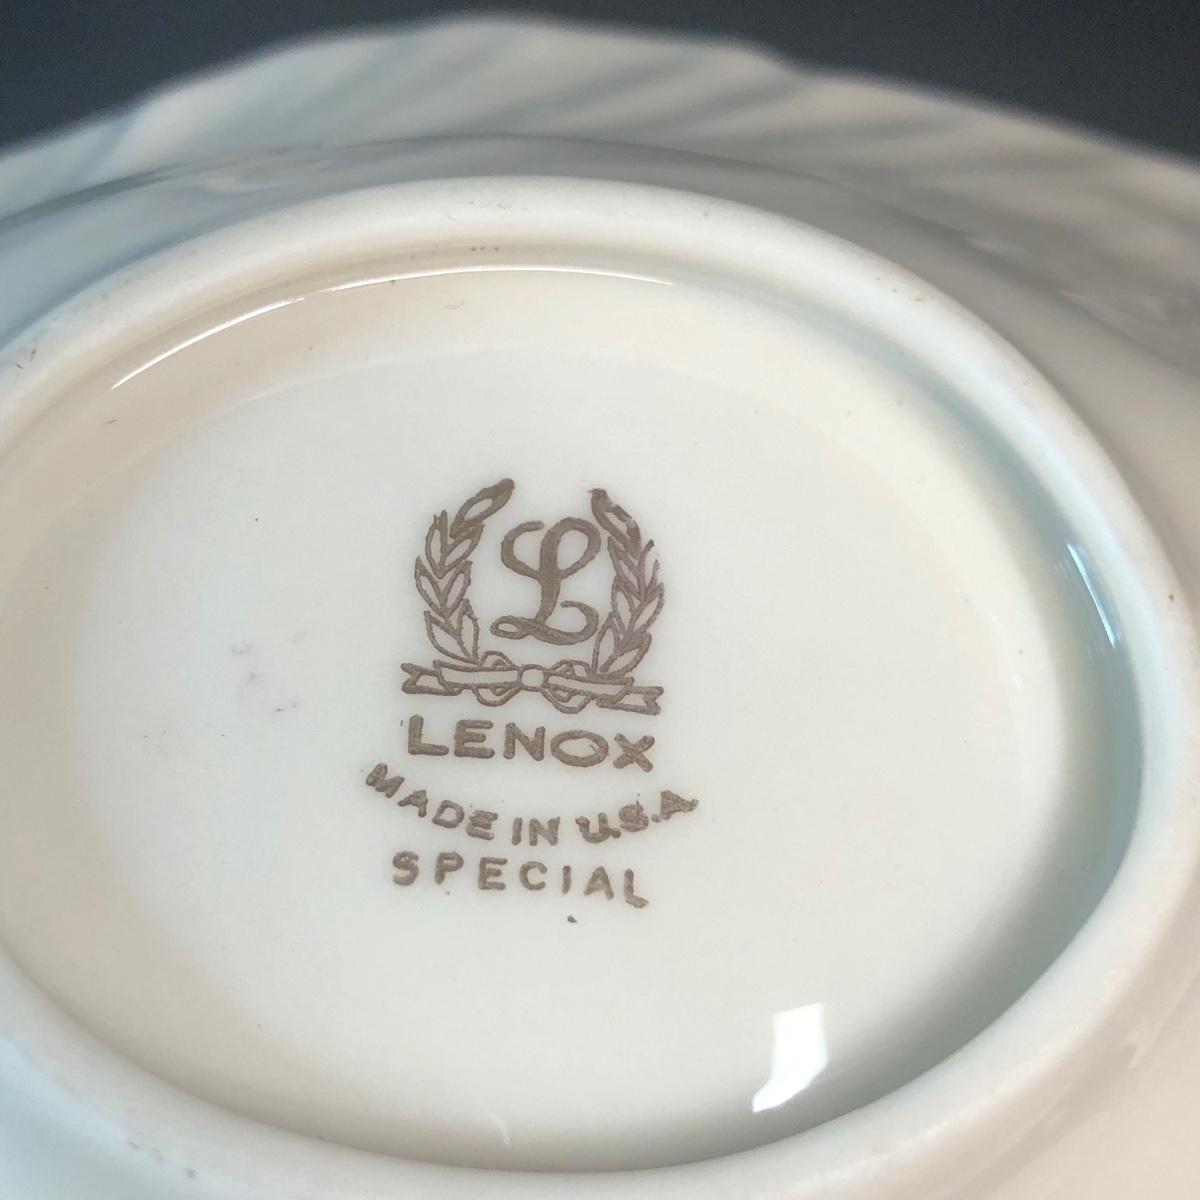 L
LENOX
MADE IN U.S.A
SPECIAL